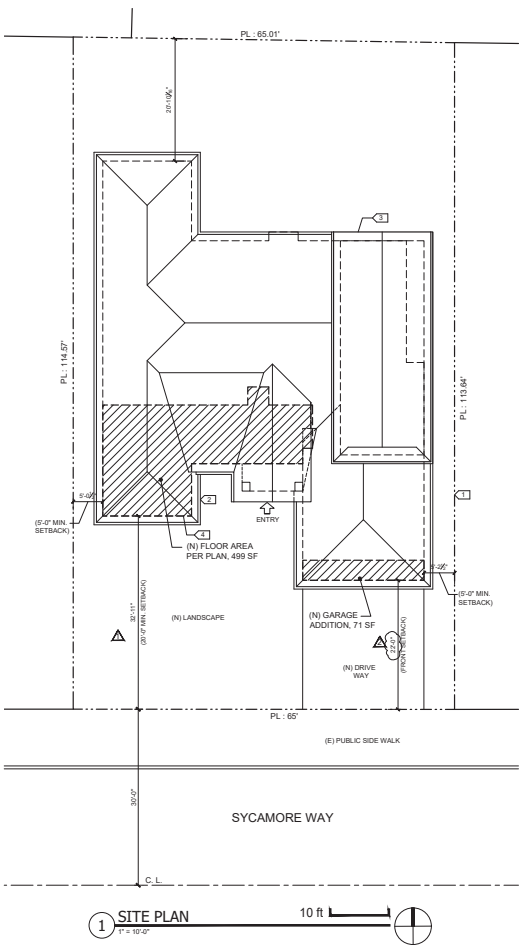 PL : 65.01'
3
PL : 114.57'
PL : 113.64'
1
2
5'-0½"
(5'-0" MIN.
SETBACK)
4
ENTRY
(N) FLOOR AREA
PER PLAN, 499 SF
(5'-0" MIN.
SETBACK)
32'-11"
(20'-0" MIN. SETBACK)
(N) LANDSCAPE
(N) GARAGE
ADDITION, 71 SF
22'-0"
(FRONT SETBACK)
(N) DRIVE
WAY
PL : 65'
(E) PUBLIC SIDE WALK
30'-0"
SYCAMORE WAY
C. L.
1
SITE PLAN
1" = 10'-0"
10 ft